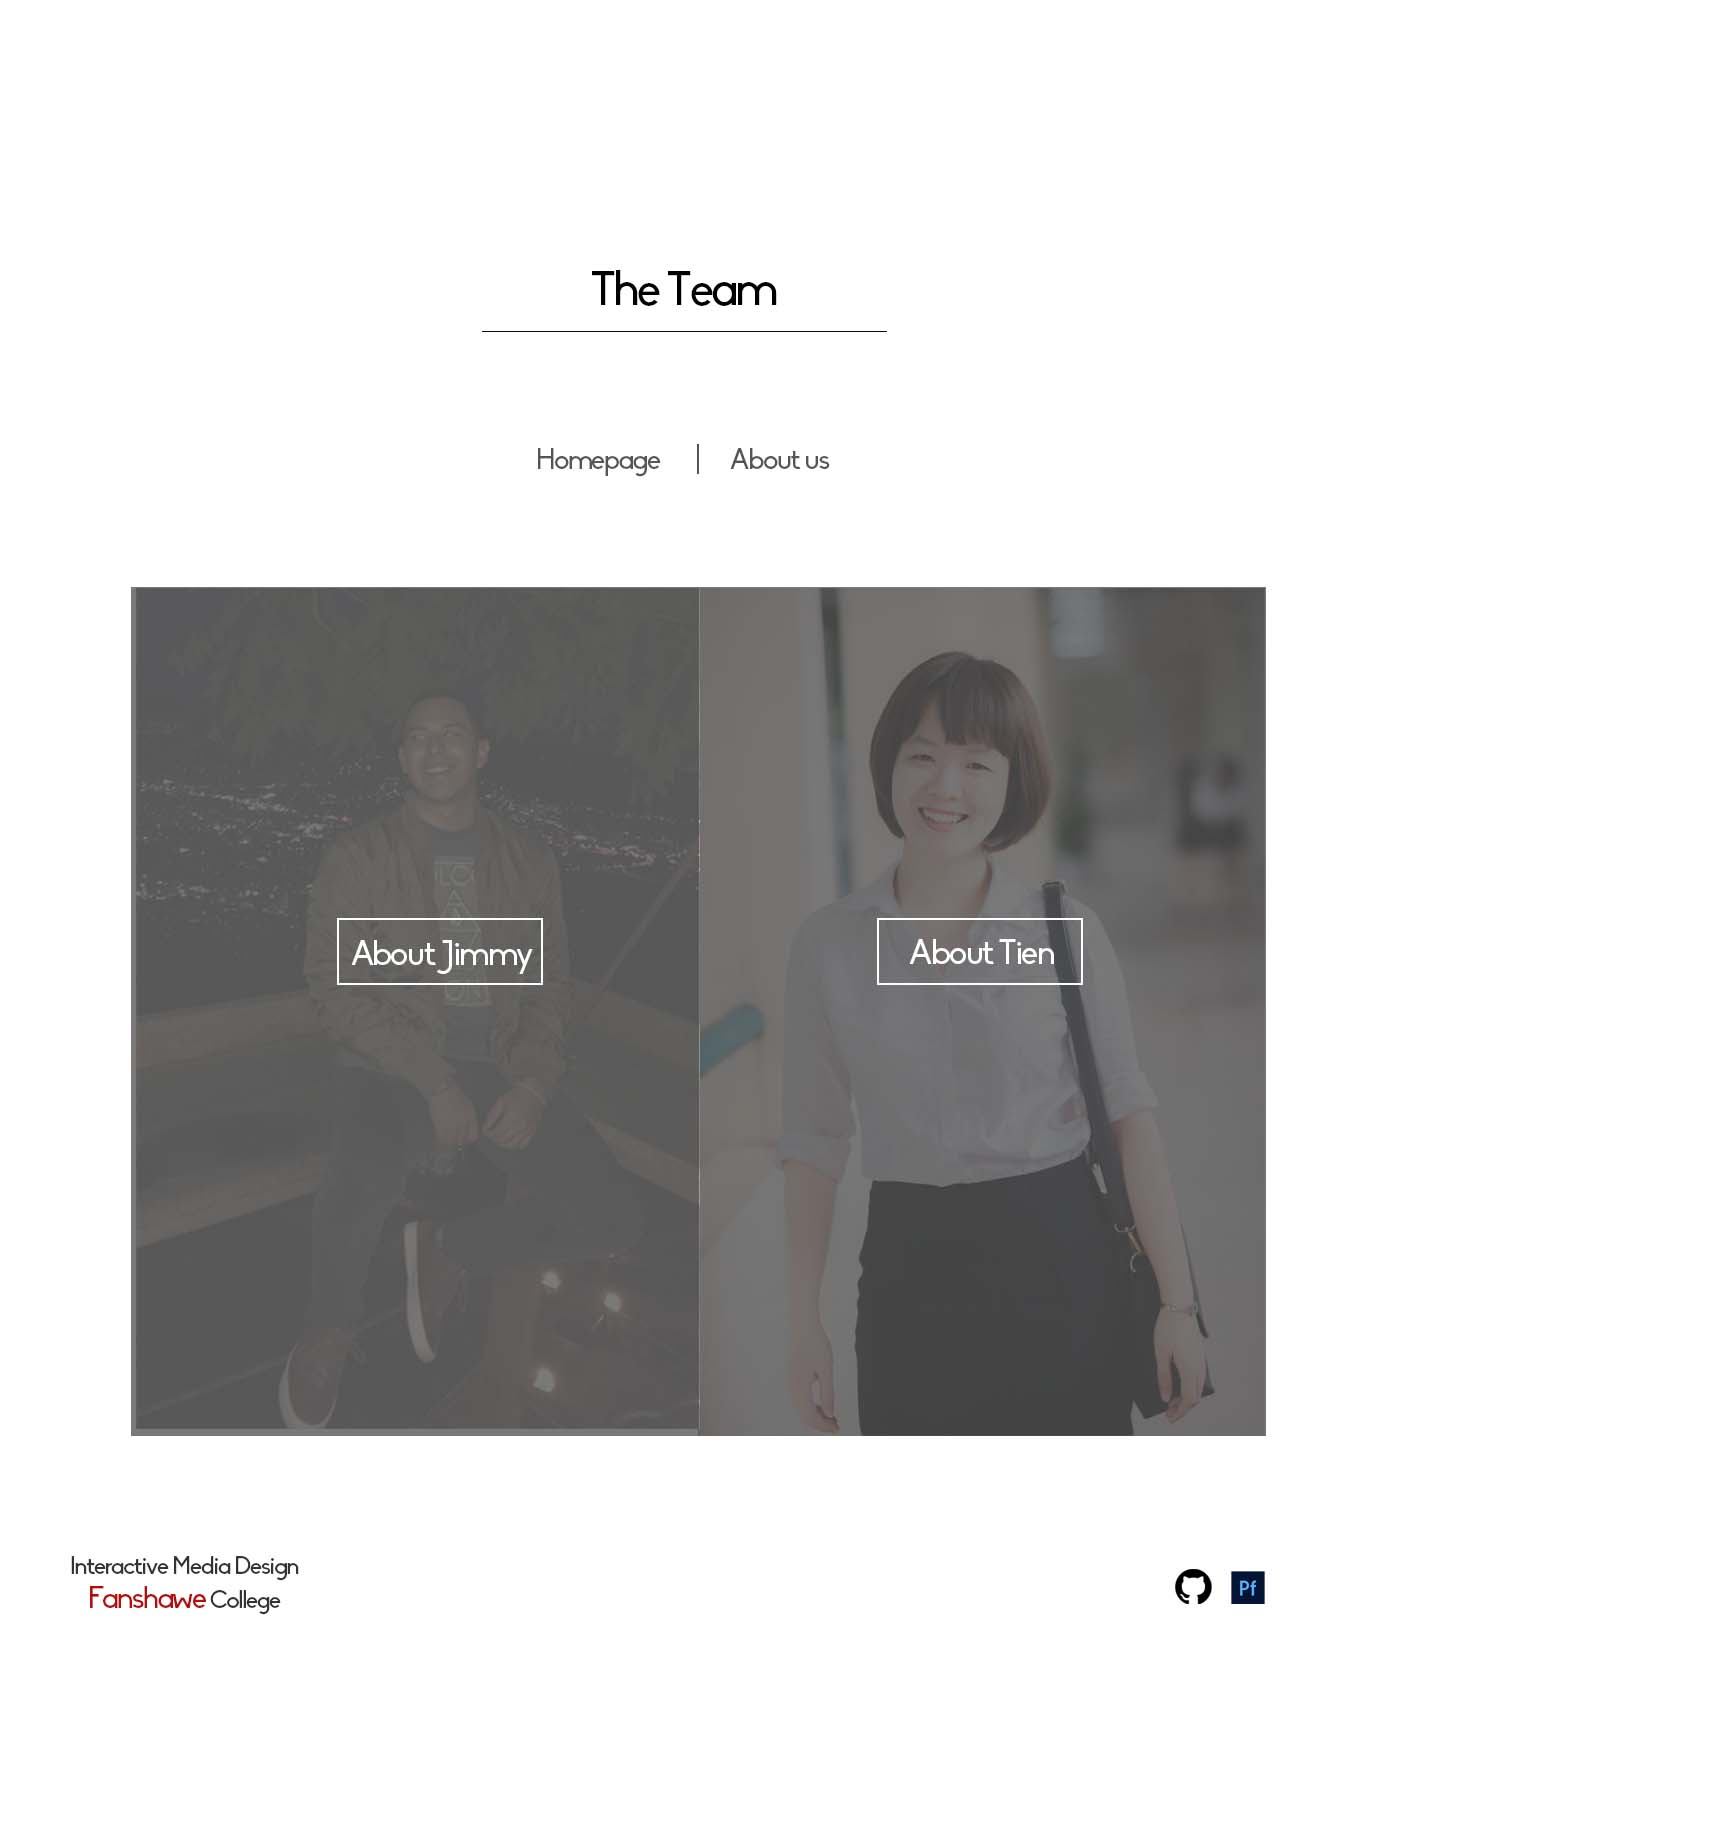 The Team
Homepage | About us
About Jimmy
About Tien
Interactive Media Design
Fanshawe College
Pf